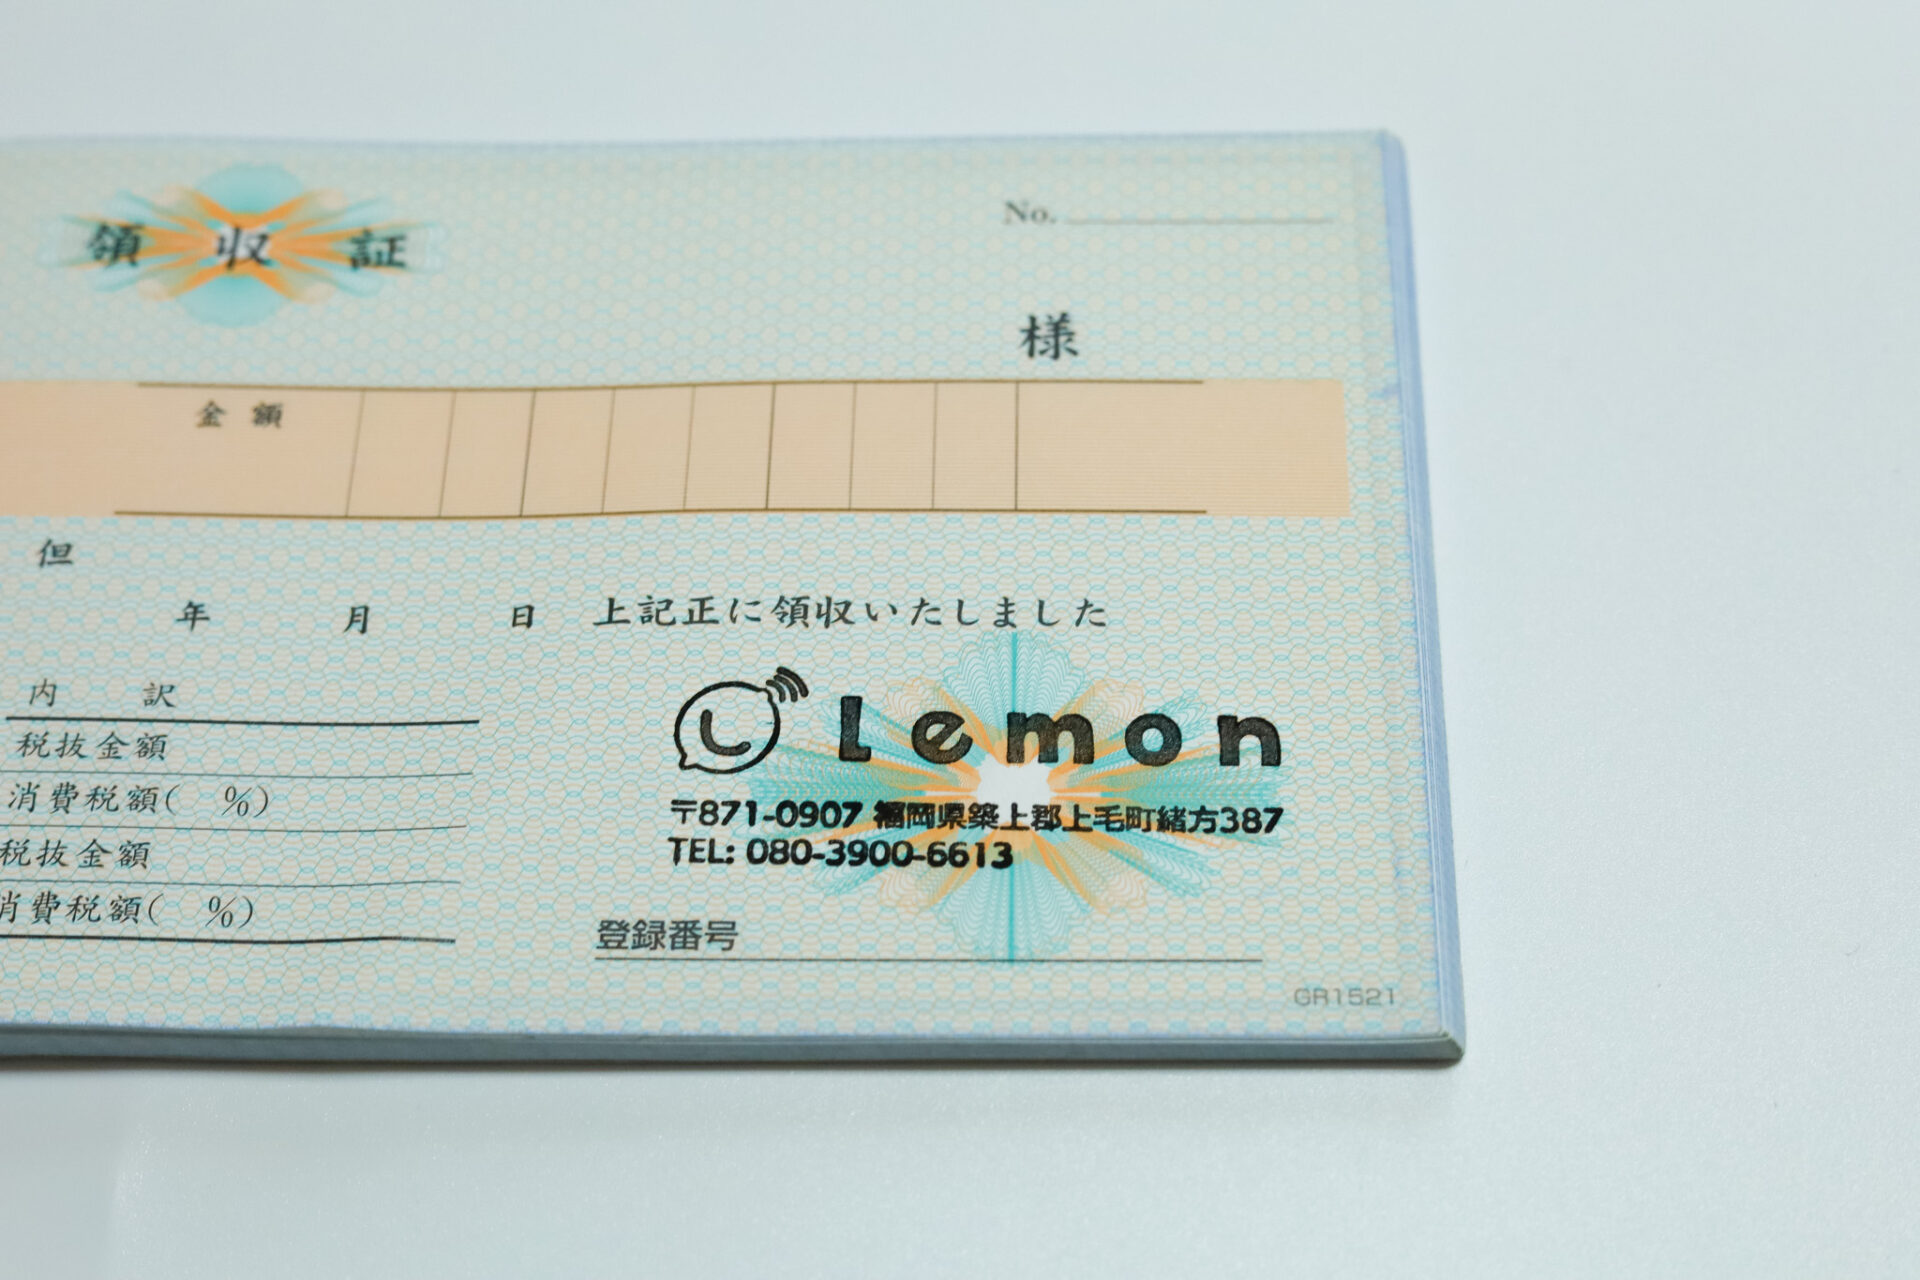 領収証
No.
様
金額
但
年 月 日 上記正に領収いたしました
内訳
税抜金額
消費税額( %)
税抜金額
消費税額( %)
Lemon
〒871-0907 福岡県築上郡上毛町緒方387
TEL: 080-3900-6613
登録番号
GR1521